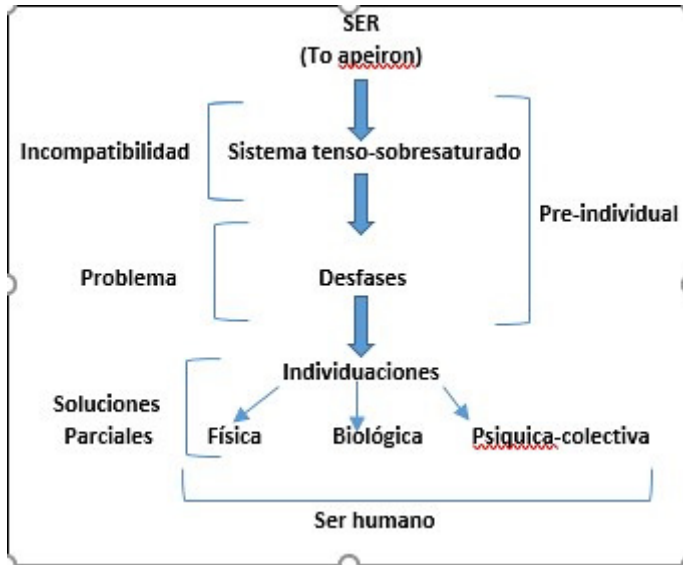 SER
(To apeiron)
Incompatibilidad
Sistema tenso-sobresaturado
Pre-individual
Problema
Desfases
Individuaciones
Soluciones
Parciales
Física
Biológica
Psiquica-colectiva
Ser humano